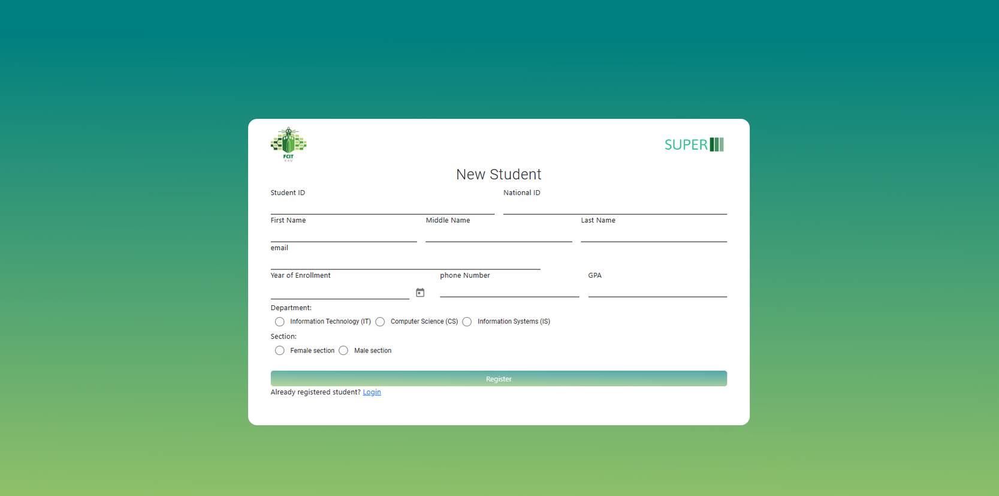 FCIT
KAU
SUPER
New Student
Student ID National ID
First Name Middle Name Last Name
email
Year of Enrollment phone Number GPA
Department:
Information Technology (IT) Computer Science (CS) Information Systems (IS)
Section:
Female section Male section
Register
Already registered student? Login